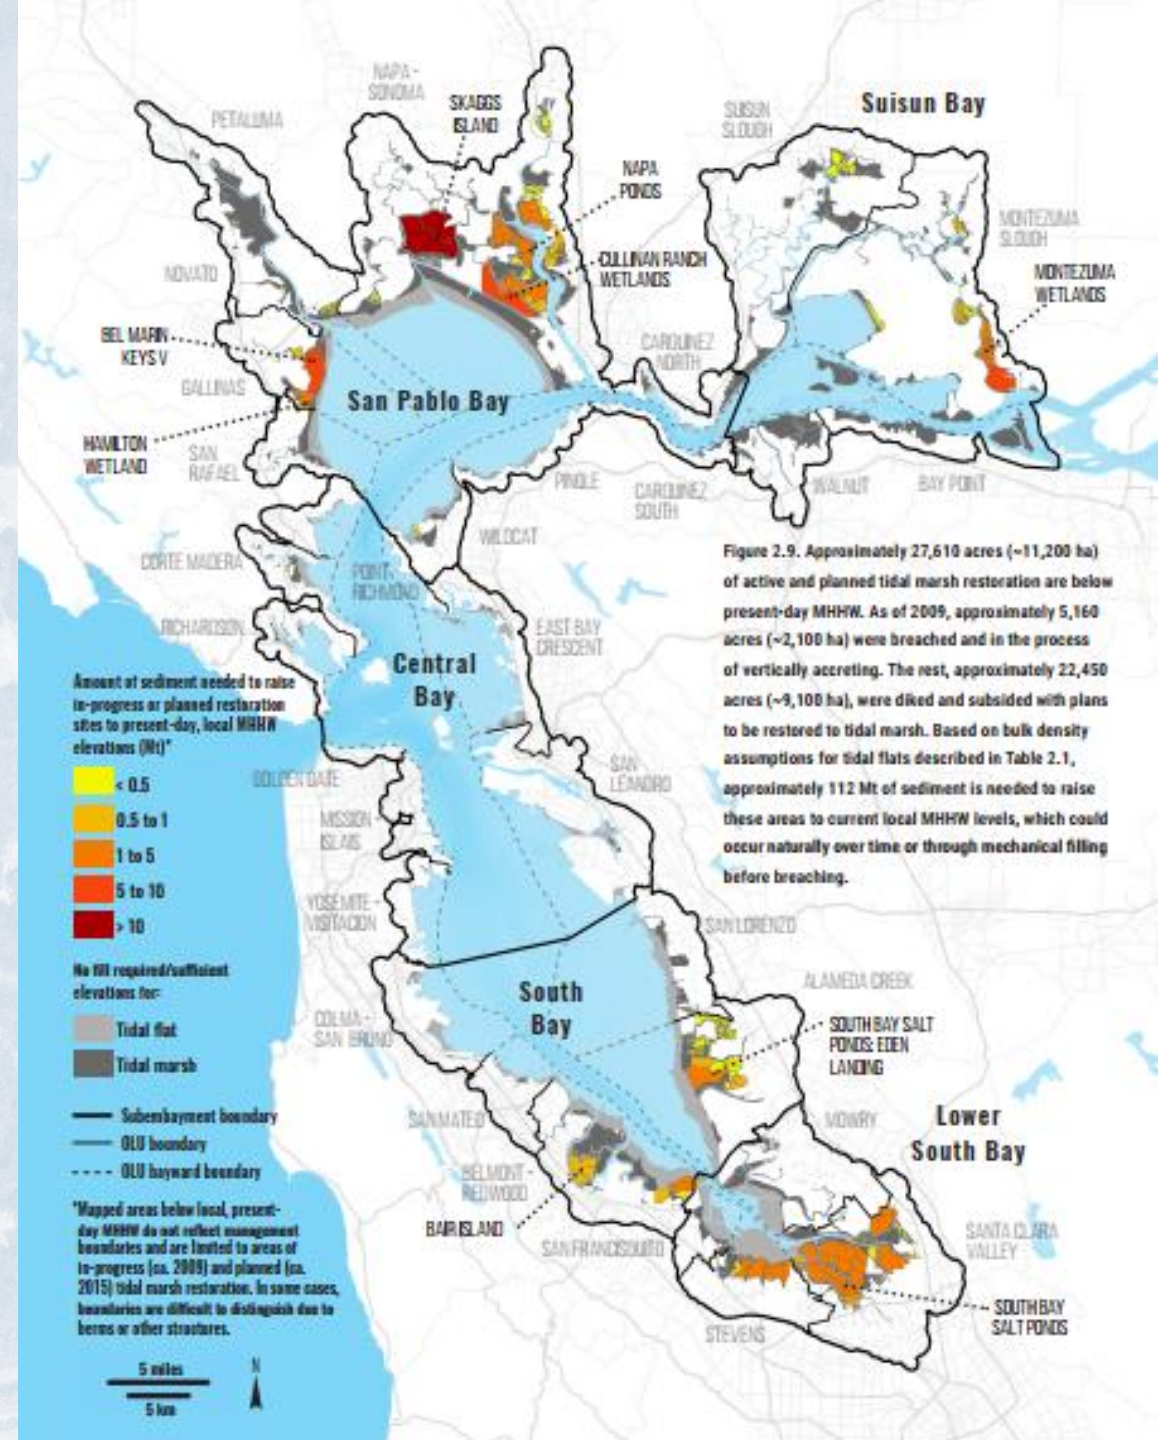 NAPA -
SONOMA
SKAGGS
ISLAND
PETALUMA
SUISUN
SLOUGH
Suisun Bay
NAPA
PONDS
MONTEZUMA
SLOUGH
NOVATO
CULLINAN RANCH
WETLANDS
MONTEZUMA
WETLANDS
BEL MARIN
KEYS V
CARQUINEZ
NORTH
GALLINAS
San Pablo Bay
HAMILTON
WETLAND
SAN
RAFAEL
PINOLE
CARQUINEZ
SOUTH
WALNUT
BAY POINT
WILDCAT
CORTE MADERA
POINT
RICHMOND
RICHARDSON
EAST BAY
CRESCENT
Central
Bay
Figure 2.9. Approximately 27,610 acres (~11,200 ha)
of active and planned tidal marsh restoration are below
present-day MHHW. As of 2009, approximately 5,160
acres (~2,100 ha) were breached and in the process
of vertically accreting. The rest, approximately 22,450
acres (~9,100 ha), were diked and subsided with plans
to be restored to tidal marsh. Based on bulk density
assumptions for tidal flats described in Table 2.1,
approximately 112 Mt of sediment is needed to raise
these areas to current local MHHW levels, which could
occur naturally over time or through mechanical filling
before breaching.
Amount of sediment needed to raise
in-progress or planned restoration
sites to present-day, local MHHW
elevations (Mt)*
< 0.5
0.5 to 1
1 to 5
5 to 10
> 10
No fill required/sufficient
elevations for:
Tidal flat
Tidal marsh
Subembayment boundary
OLU boundary
OLU bayward boundary
*Mapped areas below local, present-
day MHHW do not reflect management
boundaries and are limited to areas of
in-progress (ca. 2009) and planned (ca.
2015) tidal marsh restoration. In some cases,
boundaries are difficult to distinguish due to
berms or other structures.
5 miles
5 km
N
GOLDEN GATE
SAN
LEANDRO
MISSION -
ISLAIS
YOSEMITE -
VISITACION
SAN LORENZO
ALAMEDA CREEK
South
Bay
COLMA -
SAN BRUNO
SOUTH BAY SALT
PONDS: EDEN
LANDING
SAN MATEO
MOWRY
Lower
South Bay
BELMONT -
REDWOOD
BAIR ISLAND
SAN FRANCISQUITO
SANTA CLARA
VALLEY
SOUTH BAY
SALT PONDS
STEVENS